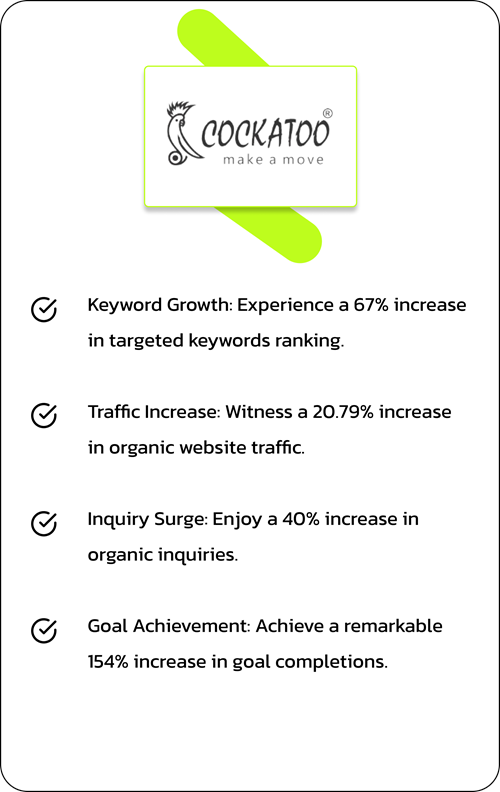 COCKATOO®
make a move
Keyword Growth: Experience a 67% increase
in targeted keywords ranking.
Traffic Increase: Witness a 20.79% increase
in organic website traffic.
Inquiry Surge: Enjoy a 40% increase in
organic inquiries.
Goal Achievement: Achieve a remarkable
154% increase in goal completions.